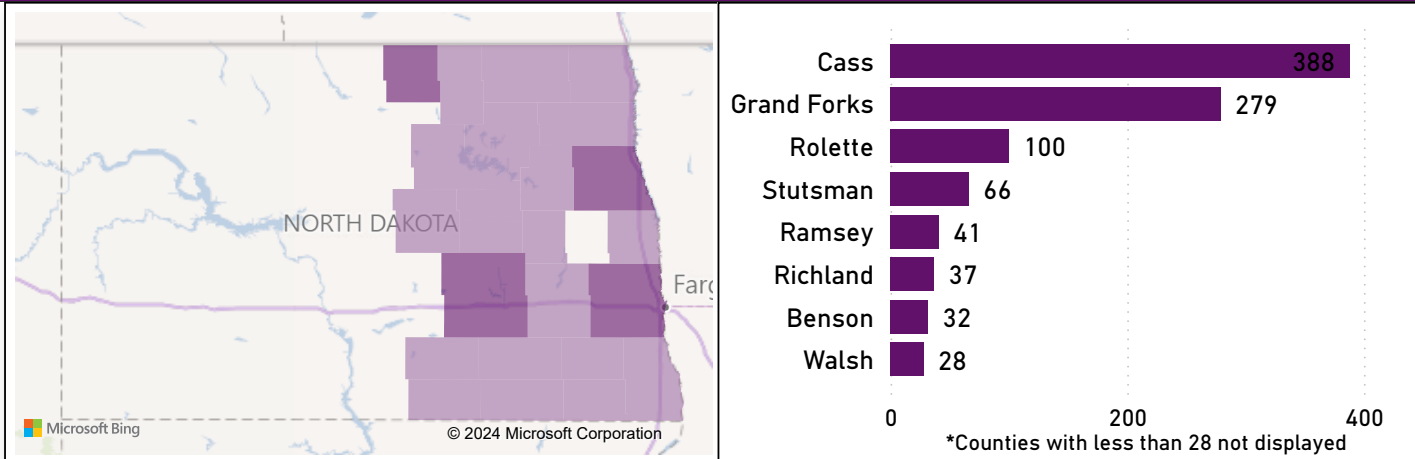 NORTH DAKOTA
Microsoft Bing
© 2024 Microsoft Corporation
Cass 388
Grand Forks 279
Rolette 100
Stutsman 66
Ramsey 41
Richland 37
Benson 32
Walsh 28
0 200 400
*Counties with less than 28 not displayed